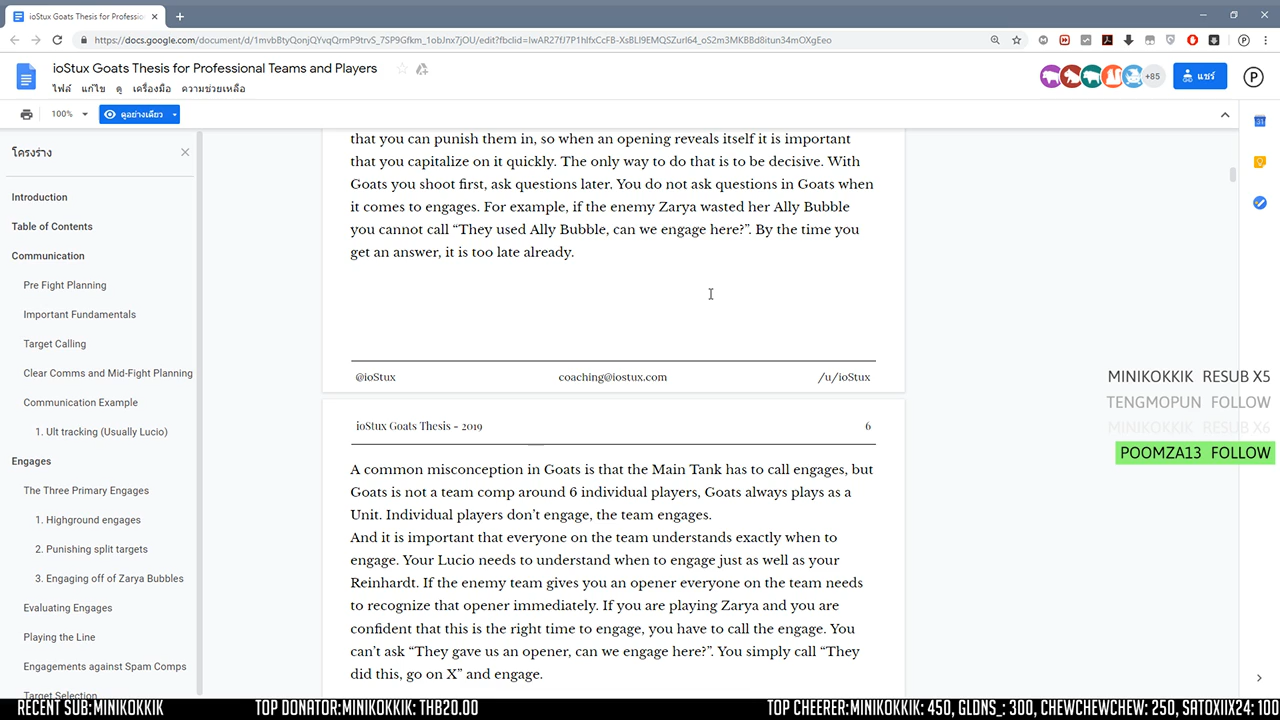 ioStux Goats Thesis for Professio
https://docs.google.com/document/d/1mvbBtyQonjQYvqQrmP9trvS_7SP9Gfkm_1obJnx7jOU/edit?fbclid=IwAR27fJ7P1hlfxCcFB-XsBLl9EMQSZurl64_oS2m3MKBBd8itun34mOXgEeo
ioStux Goats Thesis for Professional Teams and Players
ไฟล์ แก้ไข ดู เครื่องมือ ความช่วยเหลือ
+85
แชร์
P
100%
ดูอย่างเดียว
โครงร่าง
Introduction
Table of Contents
Communication
Pre Fight Planning
Important Fundamentals
Target Calling
Clear Comms and Mid-Fight Planning
Communication Example
1. Ult tracking (Usually Lucio)
Engages
The Three Primary Engages
1. Highground engages
2. Punishing split targets
3. Engaging off of Zarya Bubbles
Evaluating Engages
Playing the Line
Engagements against Spam Comps
Target Selection
that you can punish them in, so when an opening reveals itself it is important
that you capitalize on it quickly. The only way to do that is to be decisive. With
Goats you shoot first, ask questions later. You do not ask questions in Goats when
it comes to engages. For example, if the enemy Zarya wasted her Ally Bubble
you cannot call “They used Ally Bubble, can we engage here?”. By the time you
get an answer, it is too late already.
@ioStux coaching@iostux.com /u/ioStux
ioStux Goats Thesis - 2019 6
A common misconception in Goats is that the Main Tank has to call engages, but
Goats is not a team comp around 6 individual players, Goats always plays as a
Unit. Individual players don’t engage, the team engages.
And it is important that everyone on the team understands exactly when to
engage. Your Lucio needs to understand when to engage just as well as your
Reinhardt. If the enemy team gives you an opener everyone on the team needs
to recognize that opener immediately. If you are playing Zarya and you are
confident that this is the right time to engage, you have to call the engage. You
can’t ask “They gave us an opener, can we engage here?”. You simply call “They
did this, go on X” and engage.
MINIKOKKIK RESUB X5
TENGMOPUN FOLLOW
MINIKOKKIK RESUB X6
POOMZA13 FOLLOW
RECENT SUB:MINIKOKKIK TOP DONATOR:MINIKOKKIK: THB20.00 TOP CHEERER:MINIKOKKIK: 450, GLDNS_: 300, CHEWCHEWCHEW: 250, SATOXIIX24: 100